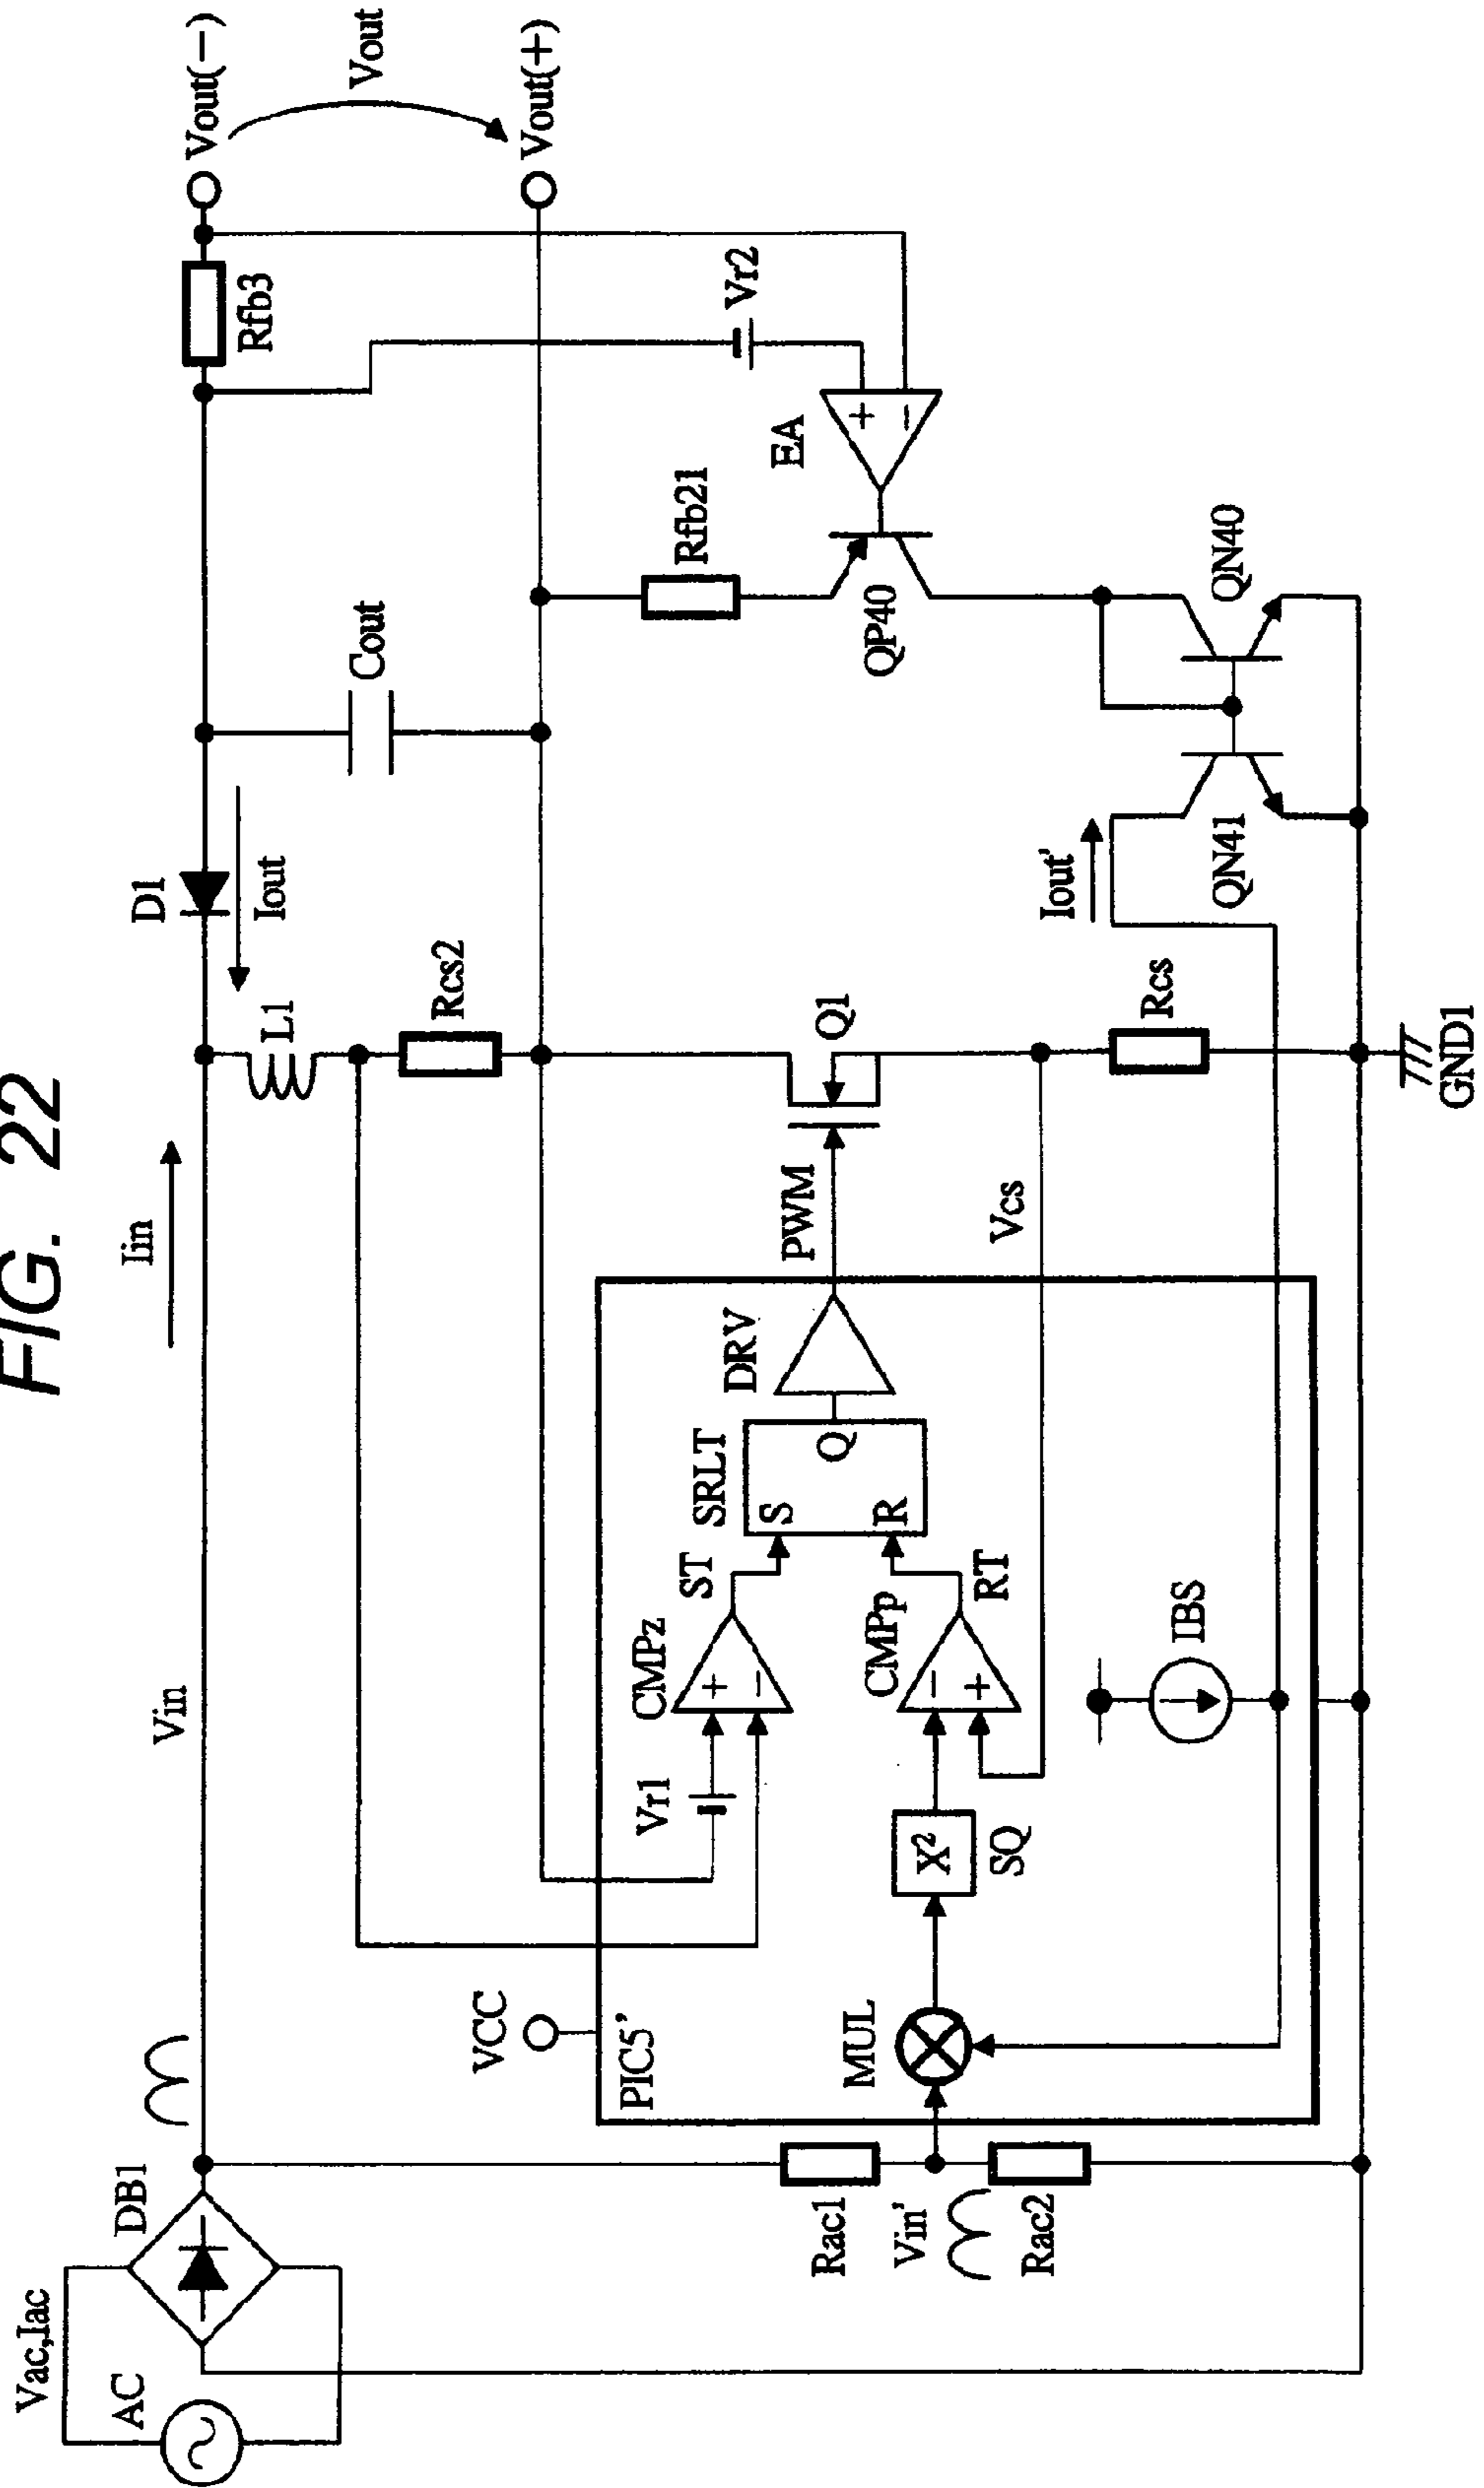 FIG. 22
Vac,Iac
AC
DB1
Vin
Iin
D1
Iout
L1
Rcs2
Cout
Rfb3
Vout(−)
Vout
Vout(+)
VCC
PIC5'
Vr1
CMPz
+
−
ST
SRLT
S
R
Q
DRV
PWM
Q1
Rfb21
QP40
EA
+
−
Vr2
Rac1
Vin'
Rac2
MUL
X²
SQ
CMPp
−
+
RT
Vcs
IBS
Rcs
Iout'
QN41
QN40
GND1